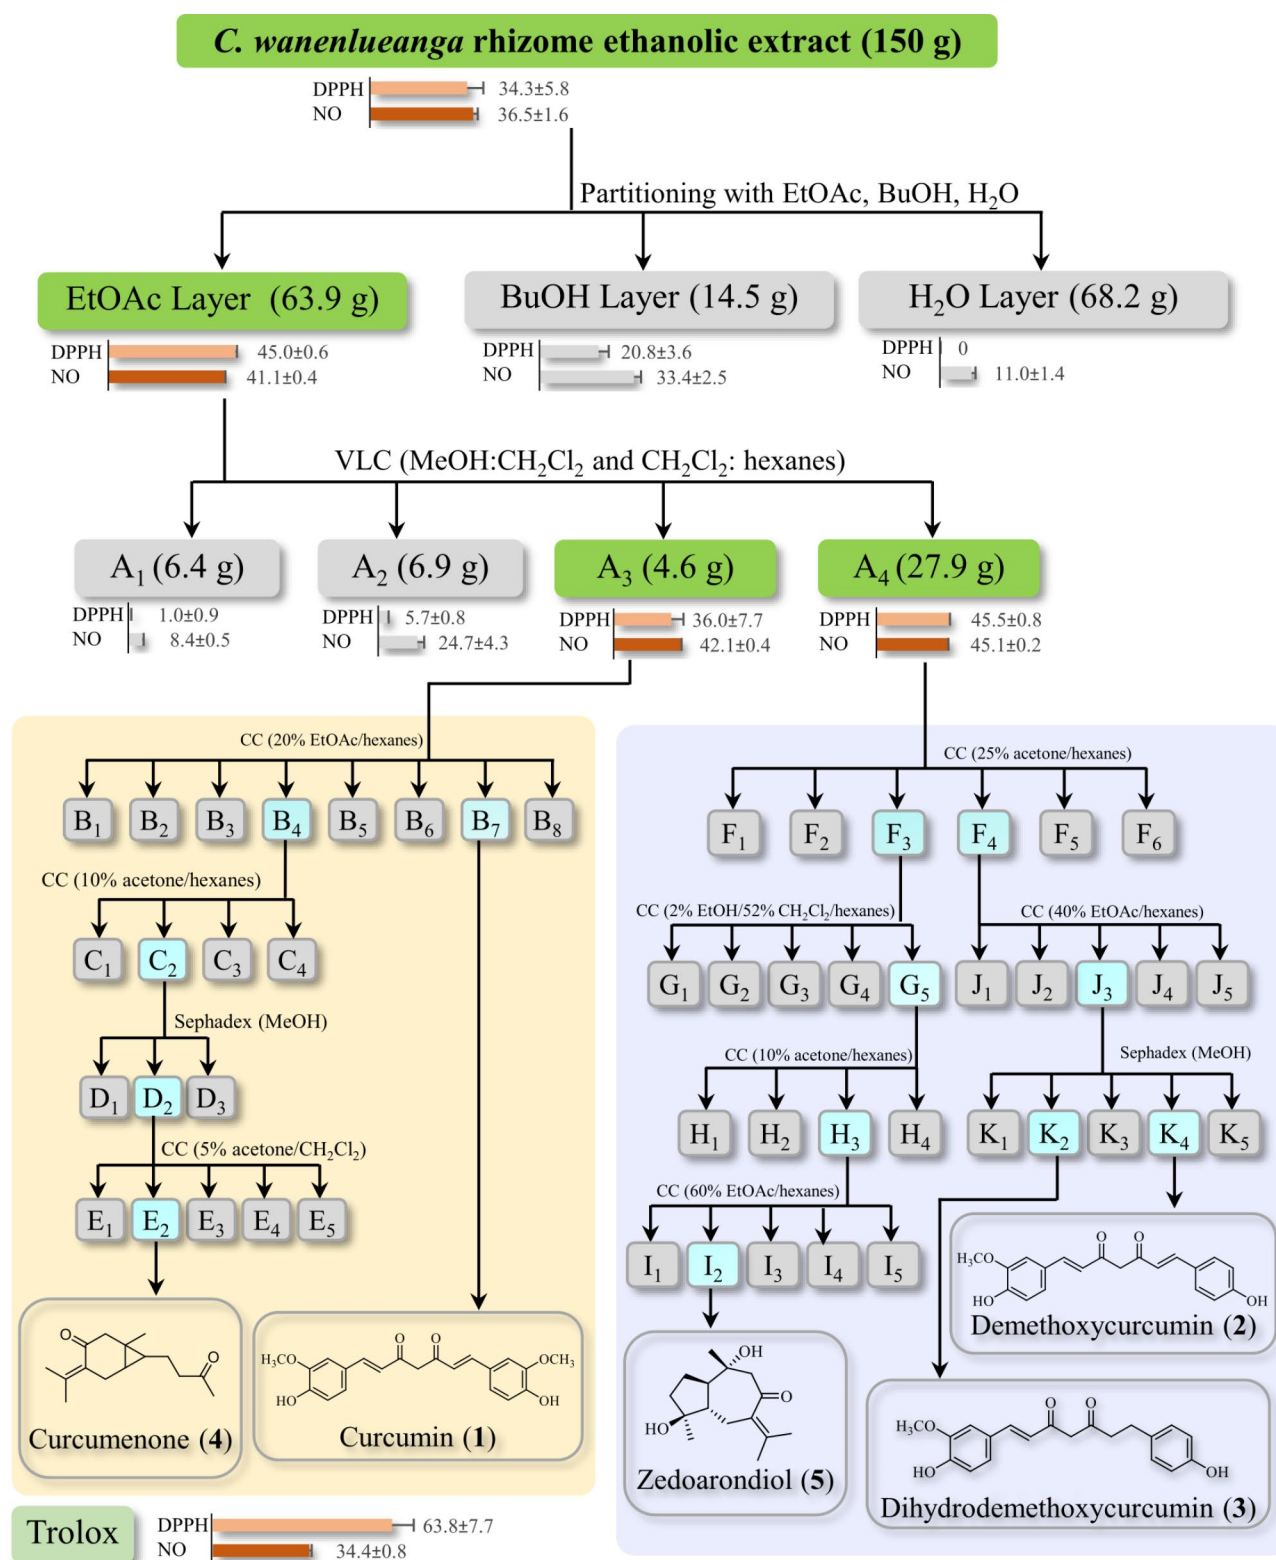 C. wanenlueanga rhizome ethanolic extract (150 g)
DPPH 34.3±5.8
NO 36.5±1.6
Partitioning with EtOAc, BuOH, H₂O
EtOAc Layer (63.9 g)
BuOH Layer (14.5 g)
H₂O Layer (68.2 g)
DPPH 45.0±0.6
NO 41.1±0.4
DPPH 20.8±3.6
NO 33.4±2.5
DPPH 0
NO 11.0±1.4
VLC (MeOH:CH₂Cl₂ and CH₂Cl₂: hexanes)
A₁ (6.4 g)
A₂ (6.9 g)
A₃ (4.6 g)
A₄ (27.9 g)
DPPH 1.0±0.9
NO 8.4±0.5
DPPH 5.7±0.8
NO 24.7±4.3
DPPH 36.0±7.7
NO 42.1±0.4
DPPH 45.5±0.8
NO 45.1±0.2
CC (20% EtOAc/hexanes)
B₁ B₂ B₃ B₄ B₅ B₆ B₇ B₈
CC (10% acetone/hexanes)
C₁ C₂ C₃ C₄
Sephadex (MeOH)
D₁ D₂ D₃
CC (5% acetone/CH₂Cl₂)
E₁ E₂ E₃ E₄ E₅
O
O
Curcumenone (4)
O O
H₃CO OCH₃
HO OH
Curcumin (1)
CC (25% acetone/hexanes)
F₁ F₂ F₃ F₄ F₅ F₆
CC (2% EtOH/52% CH₂Cl₂/hexanes)
CC (40% EtOAc/hexanes)
G₁ G₂ G₃ G₄ G₅
J₁ J₂ J₃ J₄ J₅
CC (10% acetone/hexanes)
Sephadex (MeOH)
H₁ H₂ H₃ H₄
K₁ K₂ K₃ K₄ K₅
CC (60% EtOAc/hexanes)
I₁ I₂ I₃ I₄ I₅
O O
H₃CO
HO OH
Demethoxycurcumin (2)
OH
O
HO
Zedoarondiol (5)
O O
H₃CO
HO OH
Dihydrodemethoxycurcumin (3)
Trolox
DPPH 63.8±7.7
NO 34.4±0.8